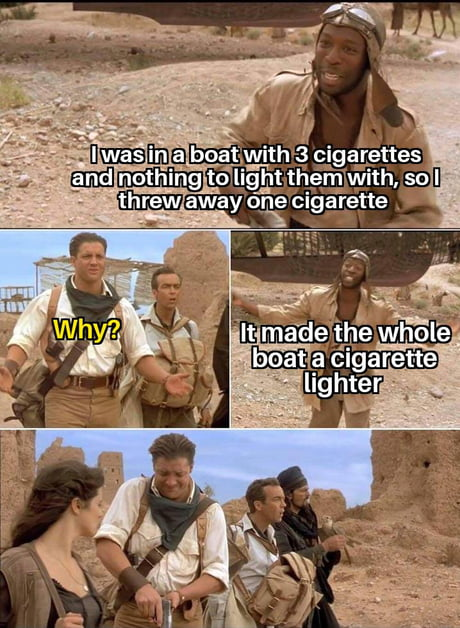 I was in a boat with 3 cigarettes
and nothing to light them with, so I
threw away one cigarette
Why?
It made the whole
boat a cigarette
lighter